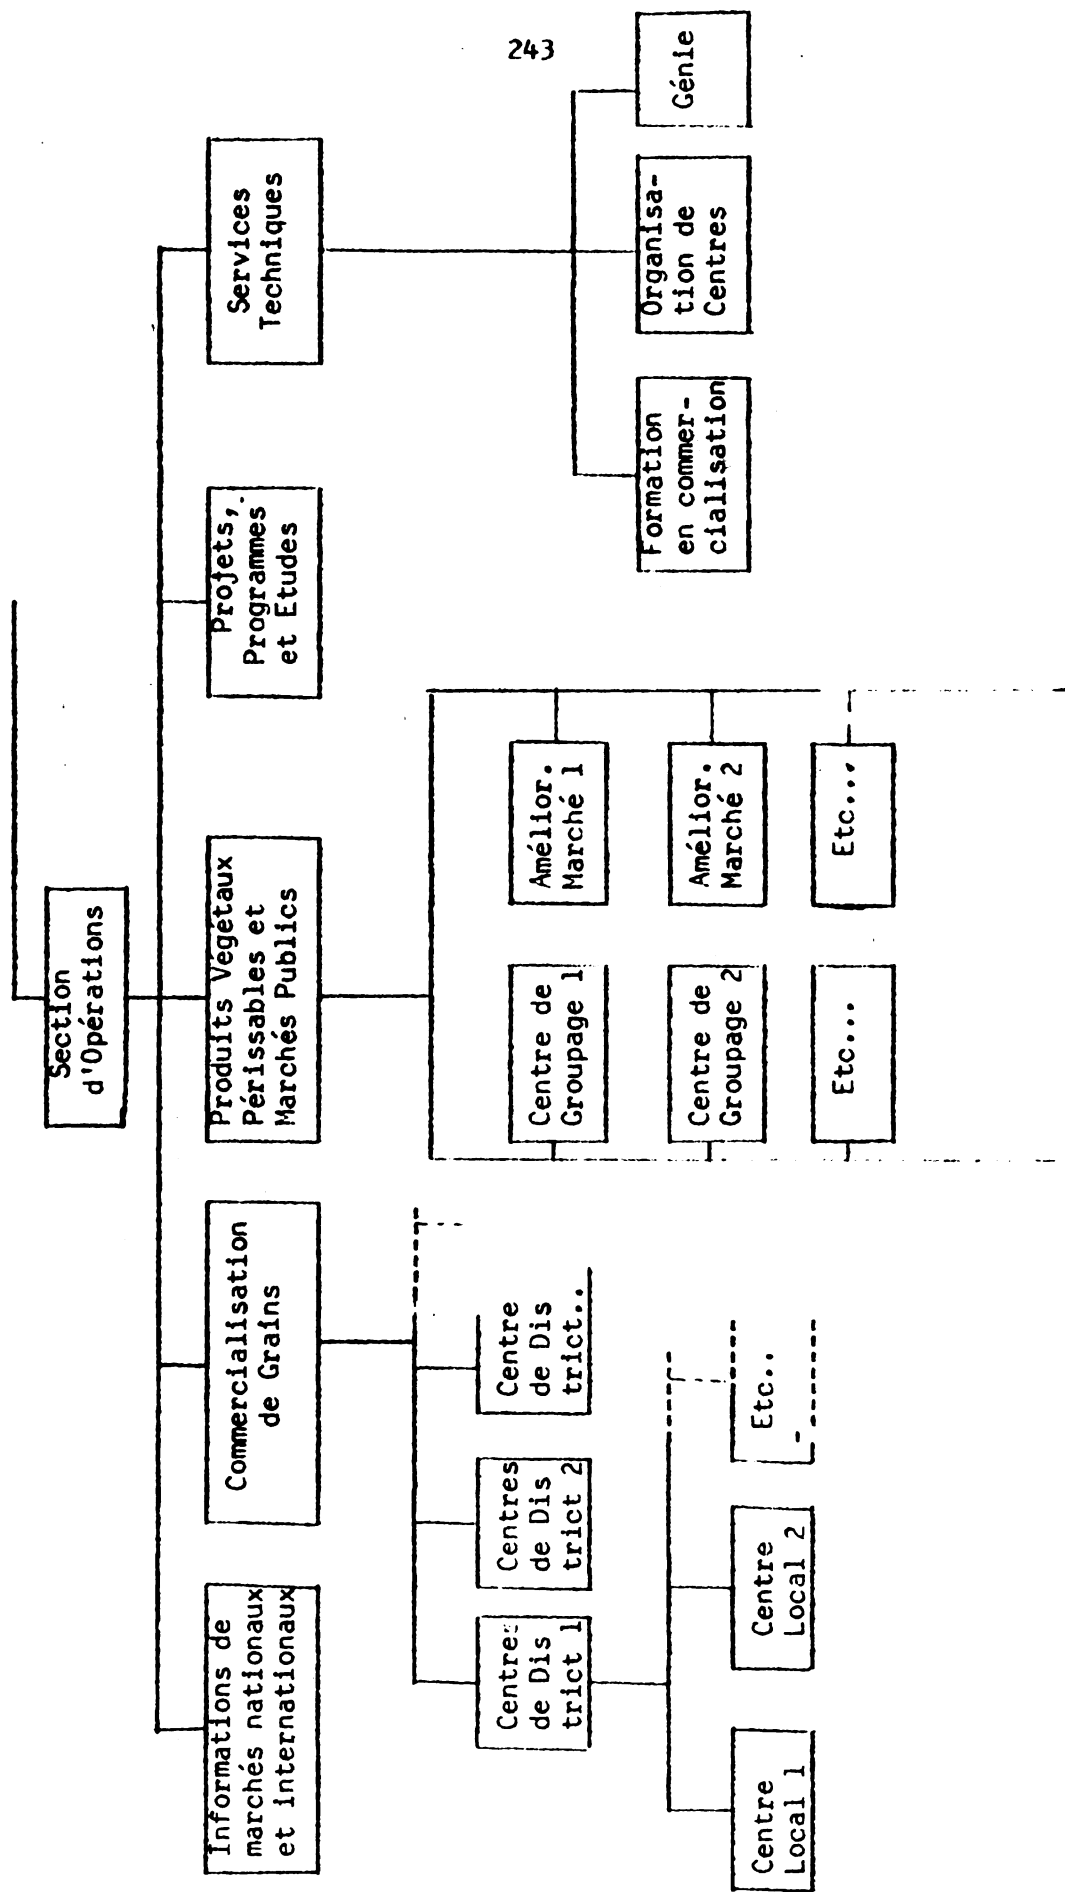 243
Section
d'Opérations
Informations de
marchés nationaux
et internationaux
Commercialisation
de Grains
Produits Végétaux
Périssables et
Marchés Publics
Projets,
Programmes
et Etudes
Services
Techniques
Centres
de Dis
trict 1
Centres
de Dis
trict 2
Centre
de Dis
trict..
Centre
Local 1
Centre
Local 2
Etc..
Centre de
Groupage 1
Centre de
Groupage 2
Etc...
Amélior.
Marché 1
Amélior.
Marché 2
Etc...
Formation
en commer-
cialisation
Organisa-
tion de
Centres
Génie